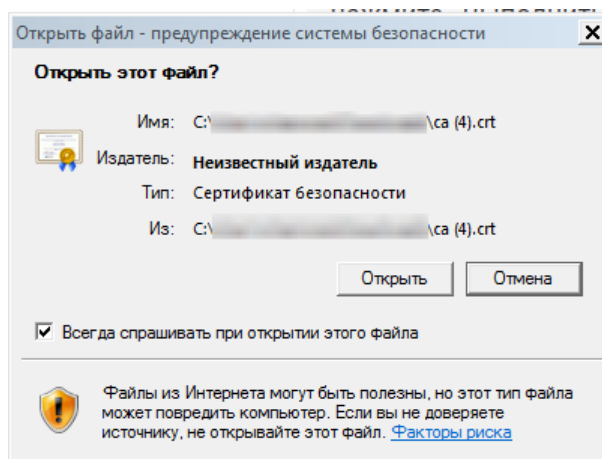 Открыть файл - предупреждение системы безопасности
Открыть этот файл?
Имя: C:\ \ca (4).crt
Издатель: Неизвестный издатель
Тип: Сертификат безопасности
Из: C:\ \ca (4).crt
Открыть Отмена
Всегда спрашивать при открытии этого файла
Файлы из Интернета могут быть полезны, но этот тип файла
может повредить компьютер. Если вы не доверяете
источнику, не открывайте этот файл. Факторы риска